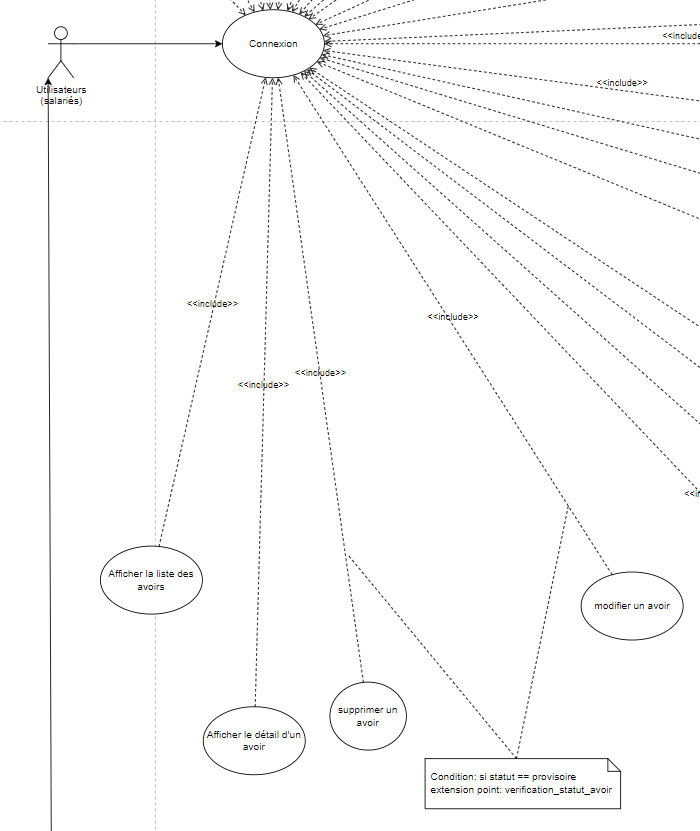 <<include
Connexion
<<include>>
Utilisateurs
(salariés)
<<include>>
<<include>>
<<include>>
<<include>>
<<in
Afficher la liste des
avoirs
modifier un avoir
supprimer un
avoir
Afficher le détail d'un
avoir
Condition: si statut == provisoire
extension point: verification_statut_avoir